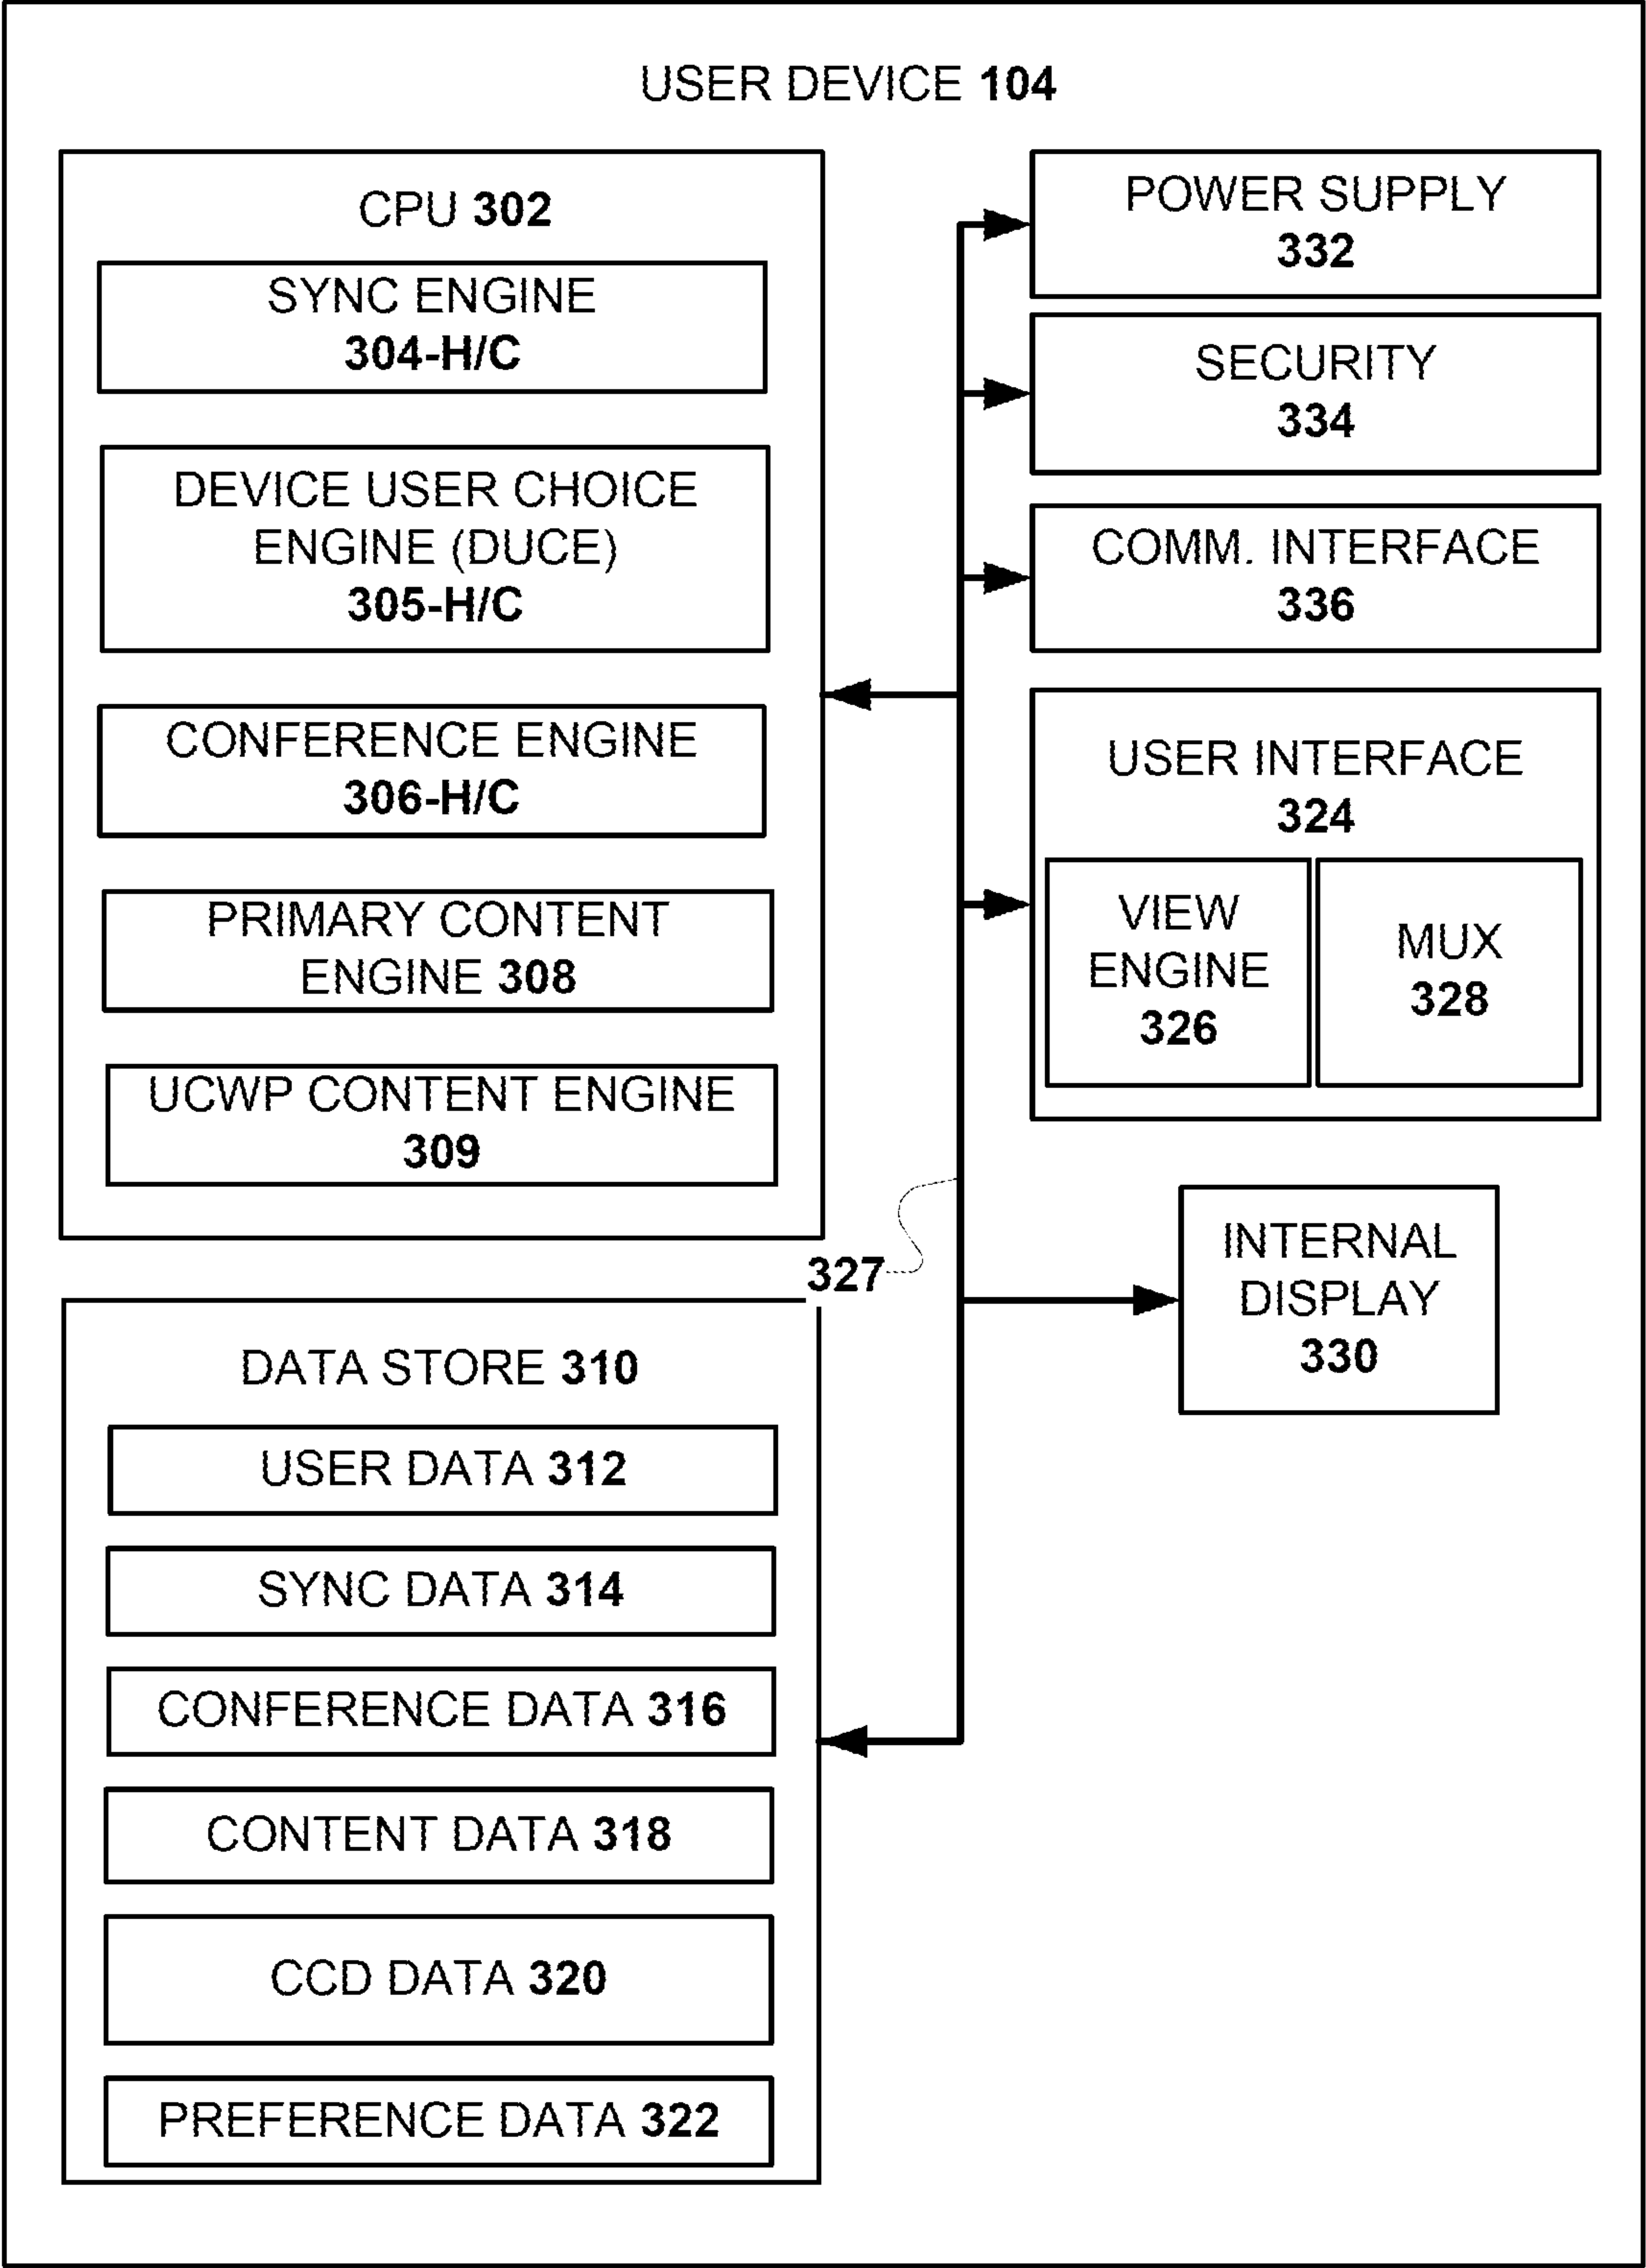 USER DEVICE 104
CPU 302
SYNC ENGINE
304-H/C
DEVICE USER CHOICE
ENGINE (DUCE)
305-H/C
CONFERENCE ENGINE
306-H/C
PRIMARY CONTENT
ENGINE 308
UCWP CONTENT ENGINE
309
DATA STORE 310
USER DATA 312
SYNC DATA 314
CONFERENCE DATA 316
CONTENT DATA 318
CCD DATA 320
PREFERENCE DATA 322
327
POWER SUPPLY
332
SECURITY
334
COMM. INTERFACE
336
USER INTERFACE
324
VIEW
ENGINE
326
MUX
328
INTERNAL
DISPLAY
330